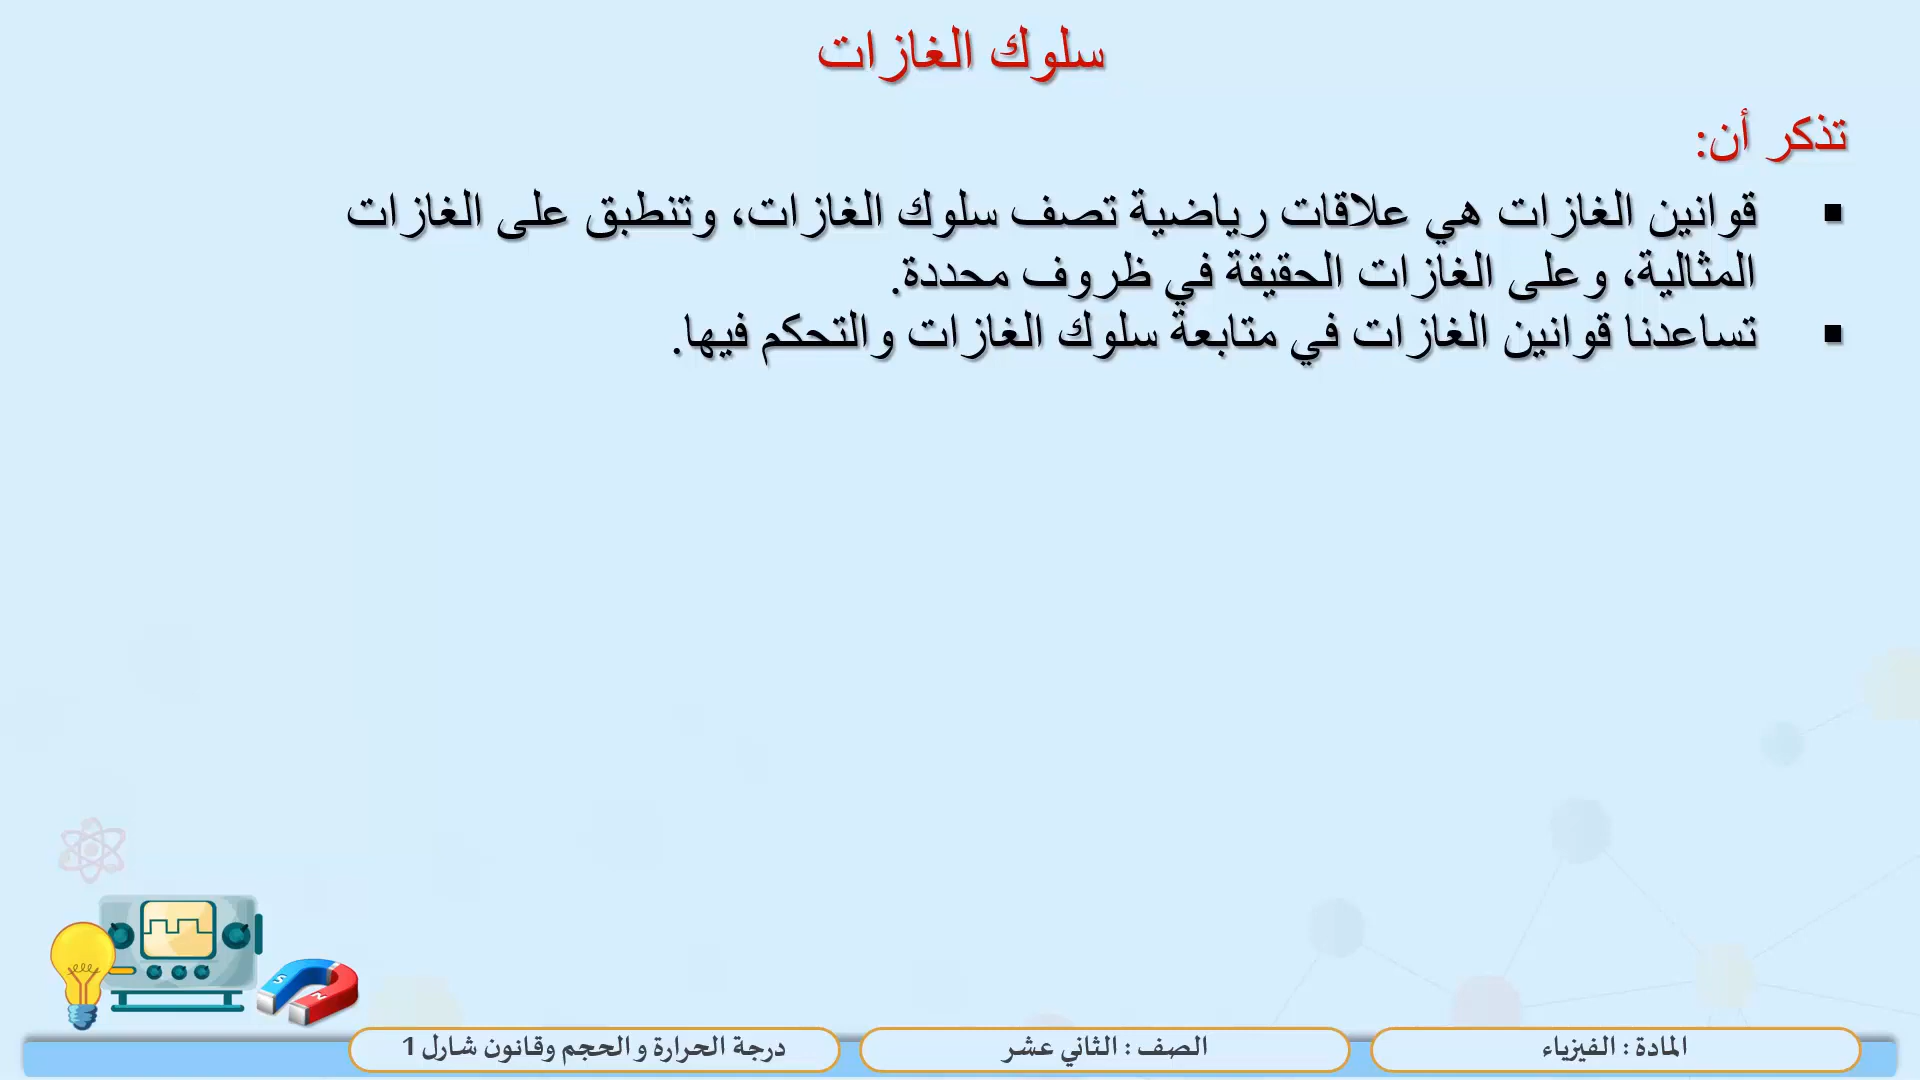 سلوك الغازات
تذكر أن:
▪ قوانين الغازات هي علاقات رياضية تصف سلوك الغازات، وتنطبق على الغازات
المثالية، وعلى الغازات الحقيقة في ظروف محددة.
▪ تساعدنا قوانين الغازات في متابعة سلوك الغازات والتحكم فيها.
S
N
المادة : الفيزياء
الصف : الثاني عشر
درجة الحرارة و الحجم وقانون شارل 1